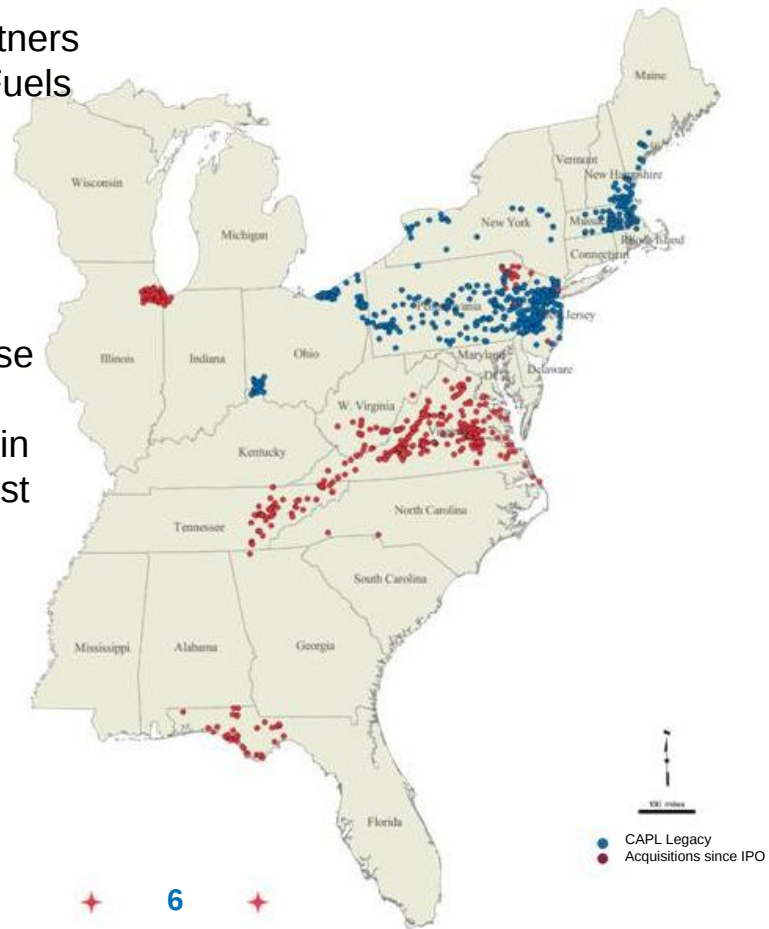 tners
Fuels
Maine
Vermont
New Hampshire
Wisconsin
New York
Michigan
Rhode Island
Connecticut
se
Illinois
Indiana
Ohio
Maryland
Delaware
W. Virginia
in
Kentucky
st
North Carolina
Tennessee
South Carolina
Mississippi
Alabama
Georgia
100 miles
Florida
CAPL Legacy
Acquisitions since IPO
6